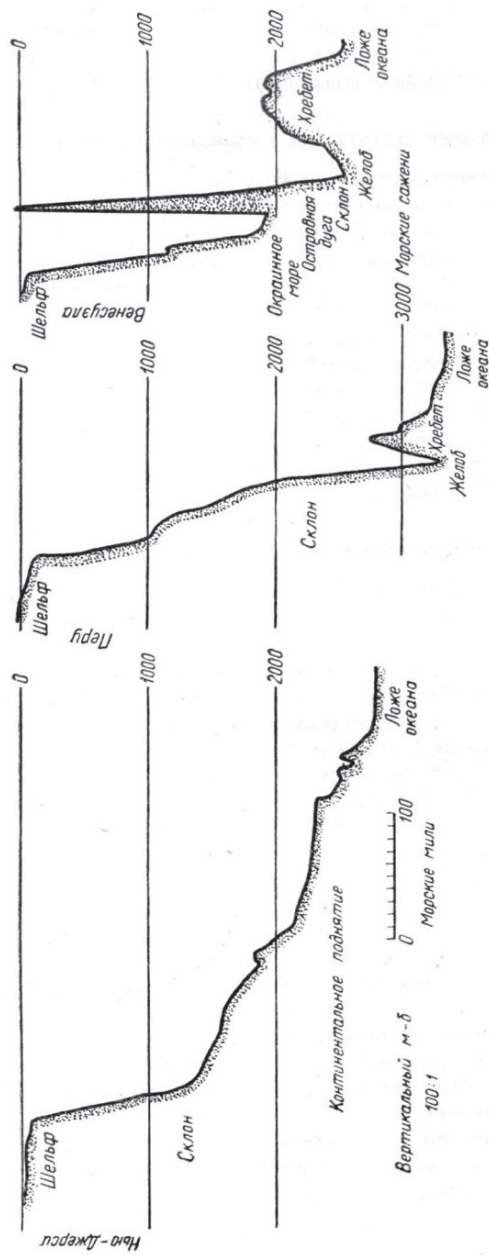 Нью-Джерси
Шельф
0
1000
2000
Склон
Континентальное поднятие
Ложе
океана
Вертикальный м-б
100:1
0
100
Морские мили
Перу
Шельф
0
1000
2000
3000 Морские сажени
Склон
Желоб
Хребет
Ложе
океана
Венесуэла
Шельф
0
1000
2000
Окраинное
море
Островная
дуга
Склон
Желоб
Хребет
Ложе
океана